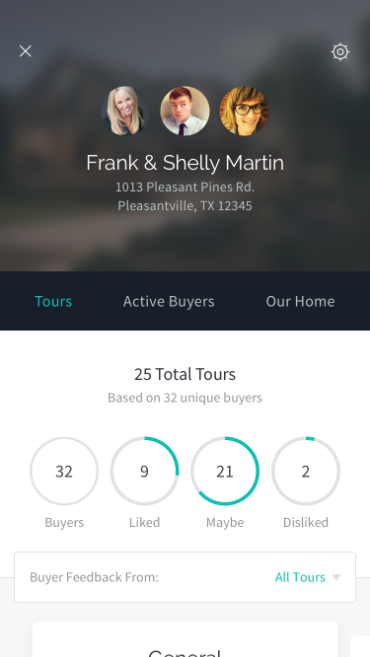 Frank & Shelly Martin
1013 Pleasant Pines Rd.
Pleasantville, TX 12345
Tours Active Buyers Our Home
25 Total Tours
Based on 32 unique buyers
32 9 21 2
Buyers Liked Maybe Disliked
Buyer Feedback From: All Tours
General